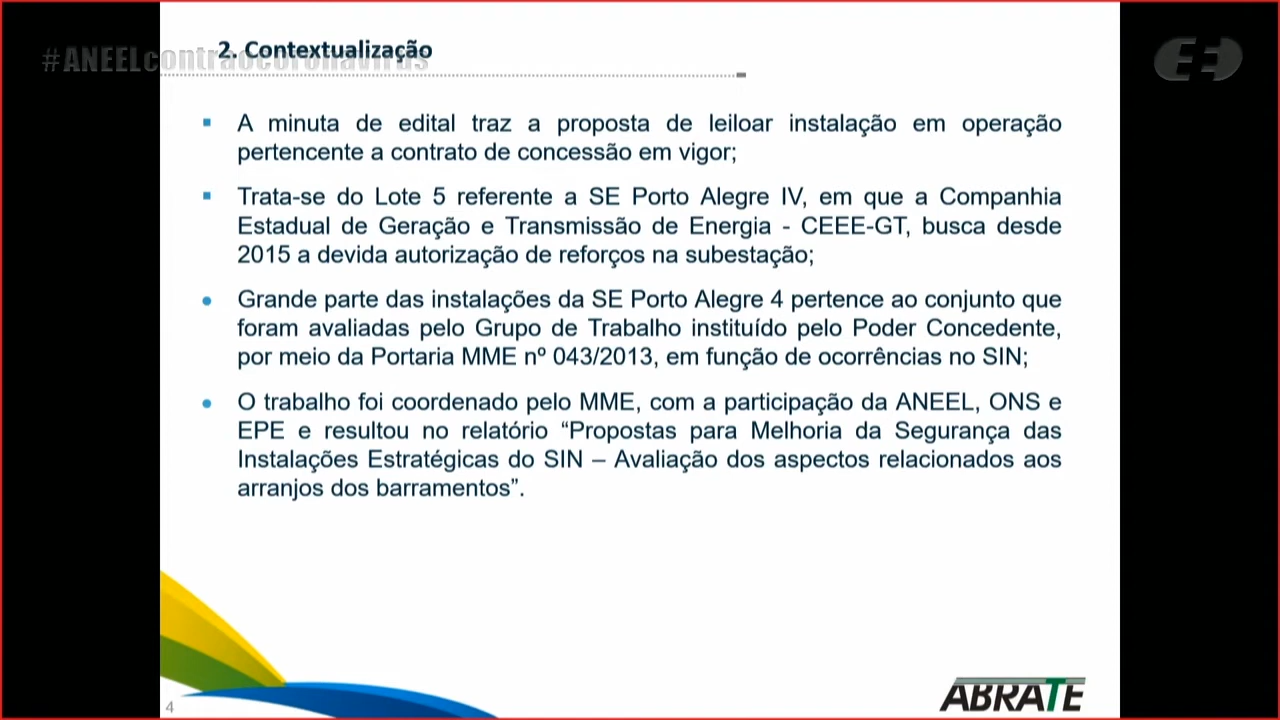 2. Contextualização
#ANEELcontraocoronavírus
A minuta de edital traz a proposta de leiloar instalação em operação
pertencente a contrato de concessão em vigor;
Trata-se do Lote 5 referente a SE Porto Alegre IV, em que a Companhia
Estadual de Geração e Transmissão de Energia - CEEE-GT, busca desde
2015 a devida autorização de reforços na subestação;
Grande parte das instalações da SE Porto Alegre 4 pertence ao conjunto que
foram avaliadas pelo Grupo de Trabalho instituído pelo Poder Concedente,
por meio da Portaria MME nº 043/2013, em função de ocorrências no SIN;
O trabalho foi coordenado pelo MME, com a participação da ANEEL, ONS e
EPE e resultou no relatório “Propostas para Melhoria da Segurança das
Instalações Estratégicas do SIN – Avaliação dos aspectos relacionados aos
arranjos dos barramentos”.
4
ABRATE